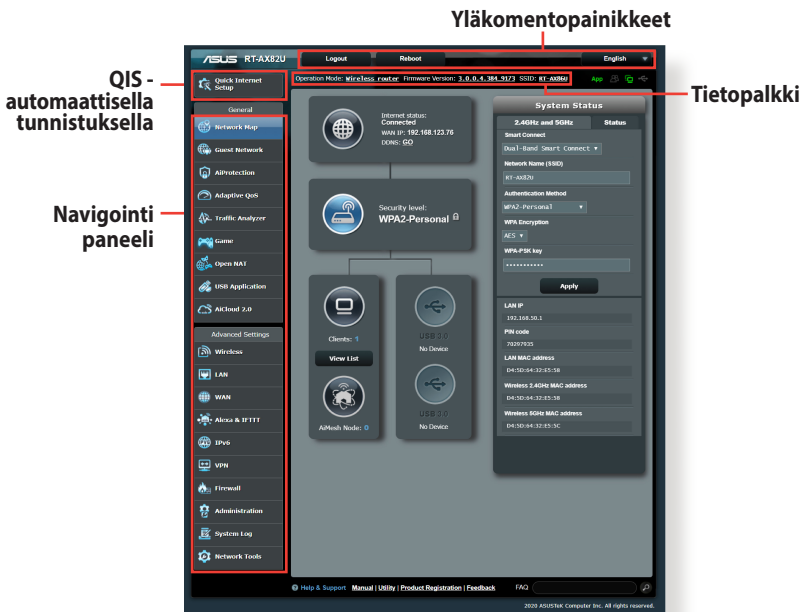 Yläkomentopainikkeet
QIS -
automaattisella
tunnistuksella
Tietopalkki
Navigointi
paneeli
ASUS RT-AX82U
Logout
Reboot
English
Quick Internet
Setup
Operation Mode: Wireless router Firmware Version: 3.0.0.4.384_9173 SSID: RT-AX86U
App
General
Network Map
Guest Network
AiProtection
Adaptive QoS
Traffic Analyzer
Game
Open NAT
USB Application
AiCloud 2.0
Advanced Settings
Wireless
LAN
WAN
Alexa & IFTTT
IPv6
VPN
Firewall
Administration
System Log
Network Tools
Internet status:
Connected
WAN IP: 192.168.123.76
DDNS: GO
Security level:
WPA2-Personal
Clients: 1
View List
AiMesh Node: 0
USB 3.0
No Device
USB 3.0
No Device
System Status
2.4GHz and 5GHz
Status
Smart Connect
Dual-Band Smart Connect
Network Name (SSID)
RT-AX82U
Authentication Method
WPA2-Personal
WPA Encryption
AES
WPA-PSK key
•••••••••••
Apply
LAN IP
192.168.50.1
PIN code
70297935
LAN MAC address
D4:5D:64:32:E5:58
Wireless 2.4GHz MAC address
D4:5D:64:32:E5:58
Wireless 5GHz MAC address
D4:5D:64:32:E5:5C
Help & Support Manual | Utility | Product Registration | Feedback FAQ
2020 ASUSTeK Computer Inc. All rights reserved.